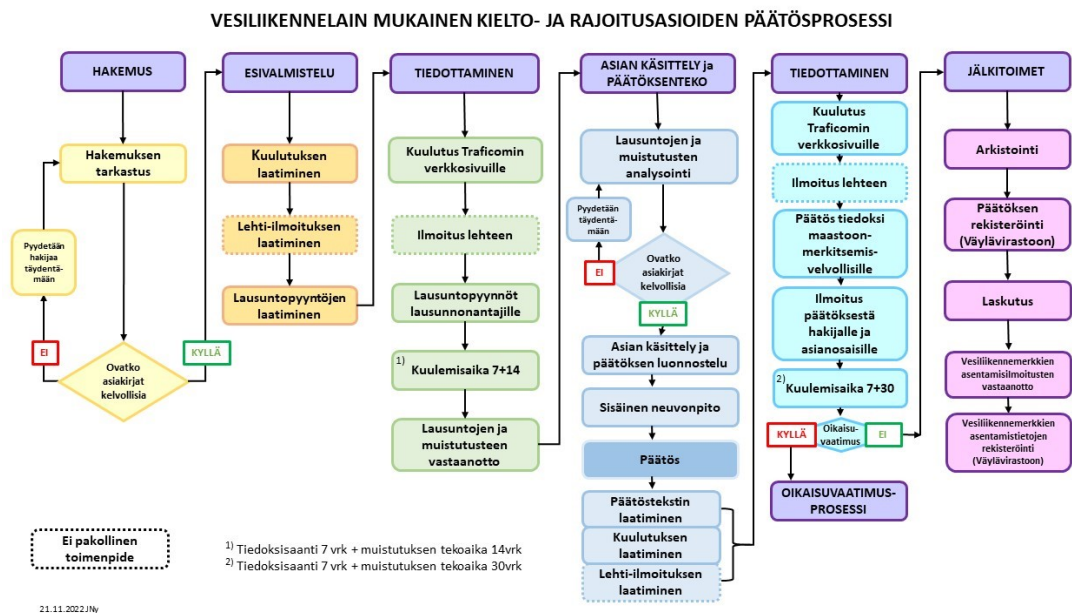 VESILIIKENNELAIN MUKAINEN KIELTO- JA RAJOITUSASIOIDEN PÄÄTÖSPROSESSI
HAKEMUS
Hakemuksen
tarkastus
Pyydetään
hakijaa
täydentä-
mään
EI
Ovatko
asiakirjat
kelvollisia
KYLLÄ
ESIVALMISTELU
Kuulutuksen
laatiminen
Lehti-ilmoituksen
laatiminen
Lausuntopyyntöjen
laatiminen
TIEDOTTAMINEN
Kuulutus Traficomin
verkkosivuille
Ilmoitus lehteen
Lausuntopyynnöt
lausunnonantajille
1) Kuulemisaika 7+14
Lausuntojen ja
muistutusteen
vastaanotto
ASIAN KÄSITTELY ja
PÄÄTÖKSENTEKO
Lausuntojen ja
muistutusten
analysointi
Pyydetään
täydentä-
mään
EI
Ovatko
asiakirjat
kelvollisia
KYLLÄ
Asian käsittely ja
päätöksen luonnostelu
Sisäinen neuvonpito
Päätös
Päätöstekstin
laatiminen
Kuulutuksen
laatiminen
Lehti-ilmoituksen
laatiminen
TIEDOTTAMINEN
Kuulutus
Traficomin
verkkosivuille
Ilmoitus lehteen
Päätös tiedoksi
maastoon-
merkitsemis-
velvollisille
Ilmoitus
päätöksestä
hakijalle ja
asianosaisille
2) Kuulemisaika 7+30
KYLLÄ
Oikaisu-
vaatimus
EI
OIKAISUVAATIMUS-
PROSESSI
JÄLKITOIMET
Arkistointi
Päätöksen
rekisteröinti
(Väylävirastoon)
Laskutus
Vesiliikennemerkkien
asentamisilmoitusten
vastaanotto
Vesiliikennemerkkien
asentamistietojen
rekisteröinti
(Väylävirastoon)
Ei pakollinen
toimenpide
1) Tiedoksisaanti 7 vrk + muistutuksen tekoaika 14vrk
2) Tiedoksisaanti 7 vrk + muistutuksen tekoaika 30vrk
21.11.2022JNy